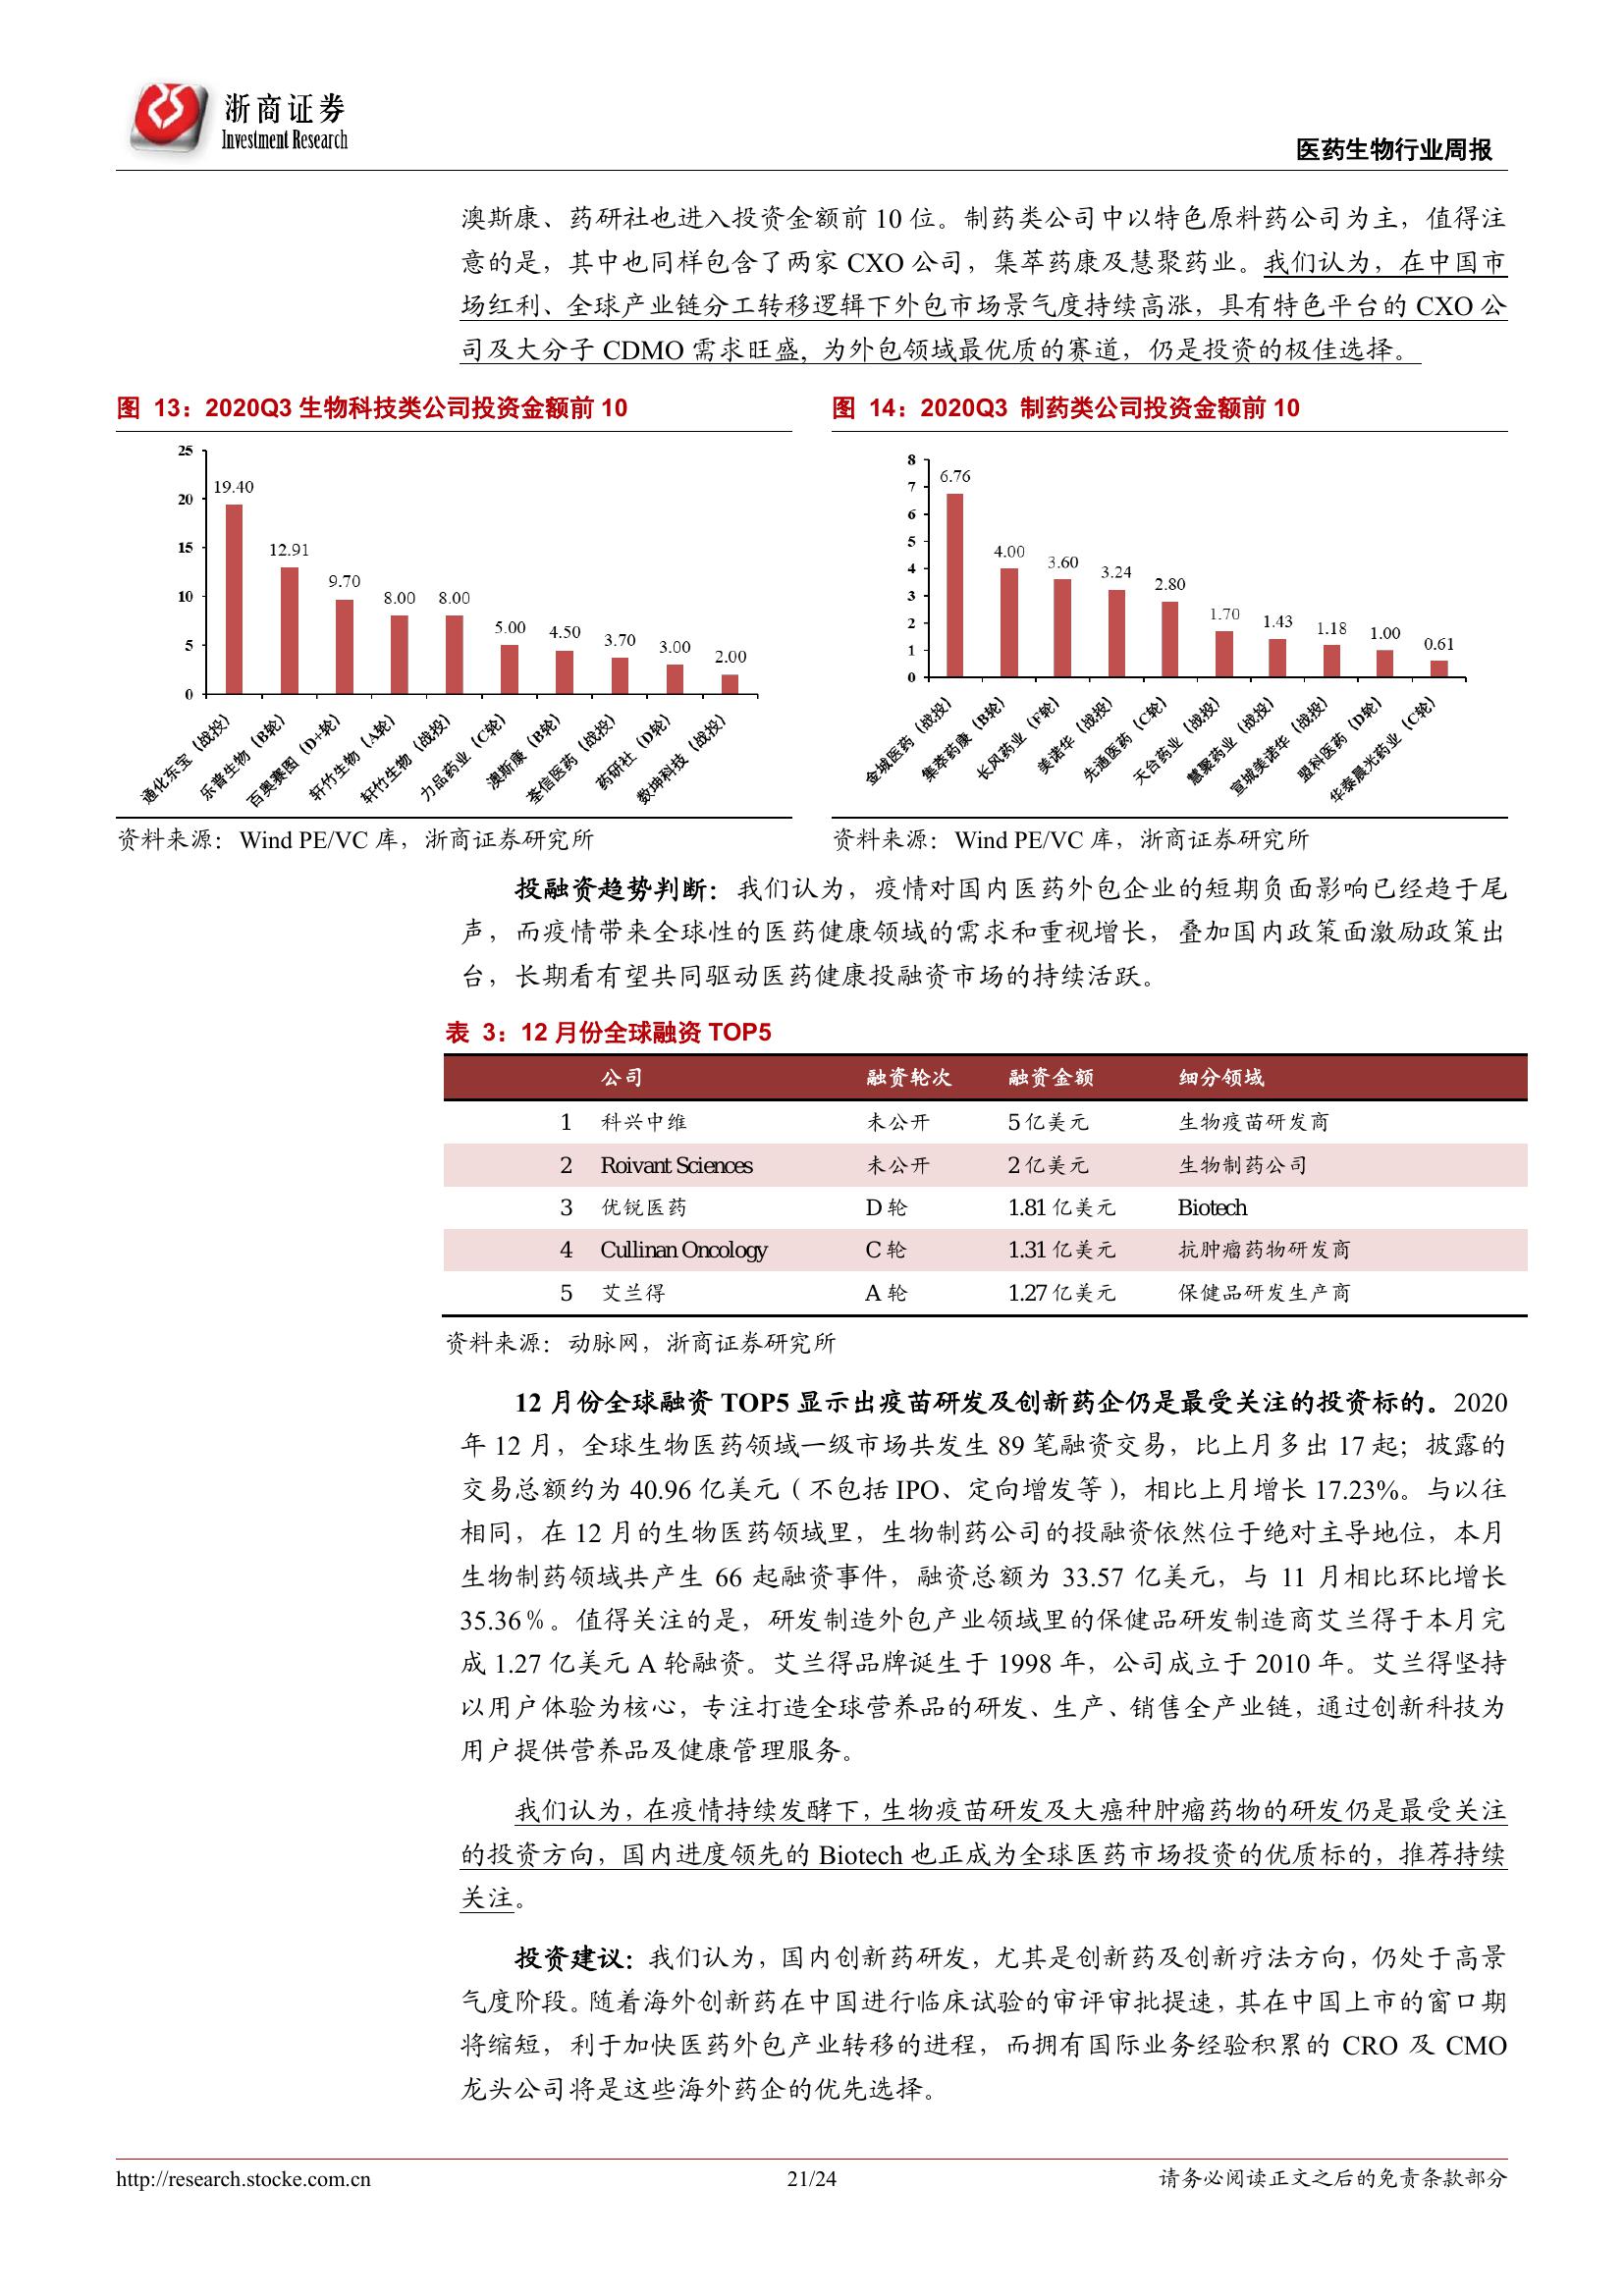 浙商证券
Investment Research
医药生物行业周报
澳斯康、药研社也进入投资金额前 10 位。制药类公司中以特色原料药公司为主，值得注
意的是，其中也同样包含了两家 CXO 公司，集萃药康及慧聚药业。我们认为，在中国市
场红利、全球产业链分工转移逻辑下外包市场景气度持续高涨，具有特色平台的 CXO 公
司及大分子 CDMO 需求旺盛, 为外包领域最优质的赛道，仍是投资的极佳选择。
图 13：2020Q3 生物科技类公司投资金额前 10
25
20
15
10
5
0
19.40
12.91
9.70
8.00
8.00
5.00
4.50
3.70
3.00
2.00
通化东宝（战投）
乐普生物（B轮）
百奥赛图（D+轮）
轩竹生物（A轮）
轩竹生物（战投）
力品药业（C轮）
澳斯康（B轮）
荃信医药（战投）
药研社（D轮）
数坤科技（战投）
资料来源：Wind PE/VC 库，浙商证券研究所
图 14：2020Q3 制药类公司投资金额前 10
8
7
6
5
4
3
2
1
0
6.76
4.00
3.60
3.24
2.80
1.70
1.43
1.18
1.00
0.61
金城医药（战投）
集萃药康（B轮）
长风药业（F轮）
美诺华（战投）
先通医药（C轮）
天台药业（战投）
慧聚药业（战投）
宣城美诺华（战投）
盟科医药（D轮）
华泰晨光药业（C轮）
资料来源：Wind PE/VC 库，浙商证券研究所
投融资趋势判断：我们认为，疫情对国内医药外包企业的短期负面影响已经趋于尾
声，而疫情带来全球性的医药健康领域的需求和重视增长，叠加国内政策面激励政策出
台，长期看有望共同驱动医药健康投融资市场的持续活跃。
表 3：12 月份全球融资 TOP5
公司 融资轮次 融资金额 细分领域
1 科兴中维 未公开 5 亿美元 生物疫苗研发商
2 Roivant Sciences 未公开 2 亿美元 生物制药公司
3 优锐医药 D 轮 1.81 亿美元 Biotech
4 Cullinan Oncology C 轮 1.31 亿美元 抗肿瘤药物研发商
5 艾兰得 A 轮 1.27 亿美元 保健品研发生产商
资料来源：动脉网，浙商证券研究所
12 月份全球融资 TOP5 显示出疫苗研发及创新药企仍是最受关注的投资标的。2020
年 12 月，全球生物医药领域一级市场共发生 89 笔融资交易，比上月多出 17 起；披露的
交易总额约为 40.96 亿美元（不包括 IPO、定向增发等），相比上月增长 17.23%。与以往
相同，在 12 月的生物医药领域里，生物制药公司的投融资依然位于绝对主导地位，本月
生物制药领域共产生 66 起融资事件，融资总额为 33.57 亿美元，与 11 月相比环比增长
35.36％。值得关注的是，研发制造外包产业领域里的保健品研发制造商艾兰得于本月完
成 1.27 亿美元 A 轮融资。艾兰得品牌诞生于 1998 年，公司成立于 2010 年。艾兰得坚持
以用户体验为核心，专注打造全球营养品的研发、生产、销售全产业链，通过创新科技为
用户提供营养品及健康管理服务。
我们认为，在疫情持续发酵下，生物疫苗研发及大癌种肿瘤药物的研发仍是最受关注
的投资方向，国内进度领先的 Biotech 也正成为全球医药市场投资的优质标的，推荐持续
关注。
投资建议：我们认为，国内创新药研发，尤其是创新药及创新疗法方向，仍处于高景
气度阶段。随着海外创新药在中国进行临床试验的审评审批提速，其在中国上市的窗口期
将缩短，利于加快医药外包产业转移的进程，而拥有国际业务经验积累的 CRO 及 CMO
龙头公司将是这些海外药企的优先选择。
http://research.stocke.com.cn
21/24
请务必阅读正文之后的免责条款部分